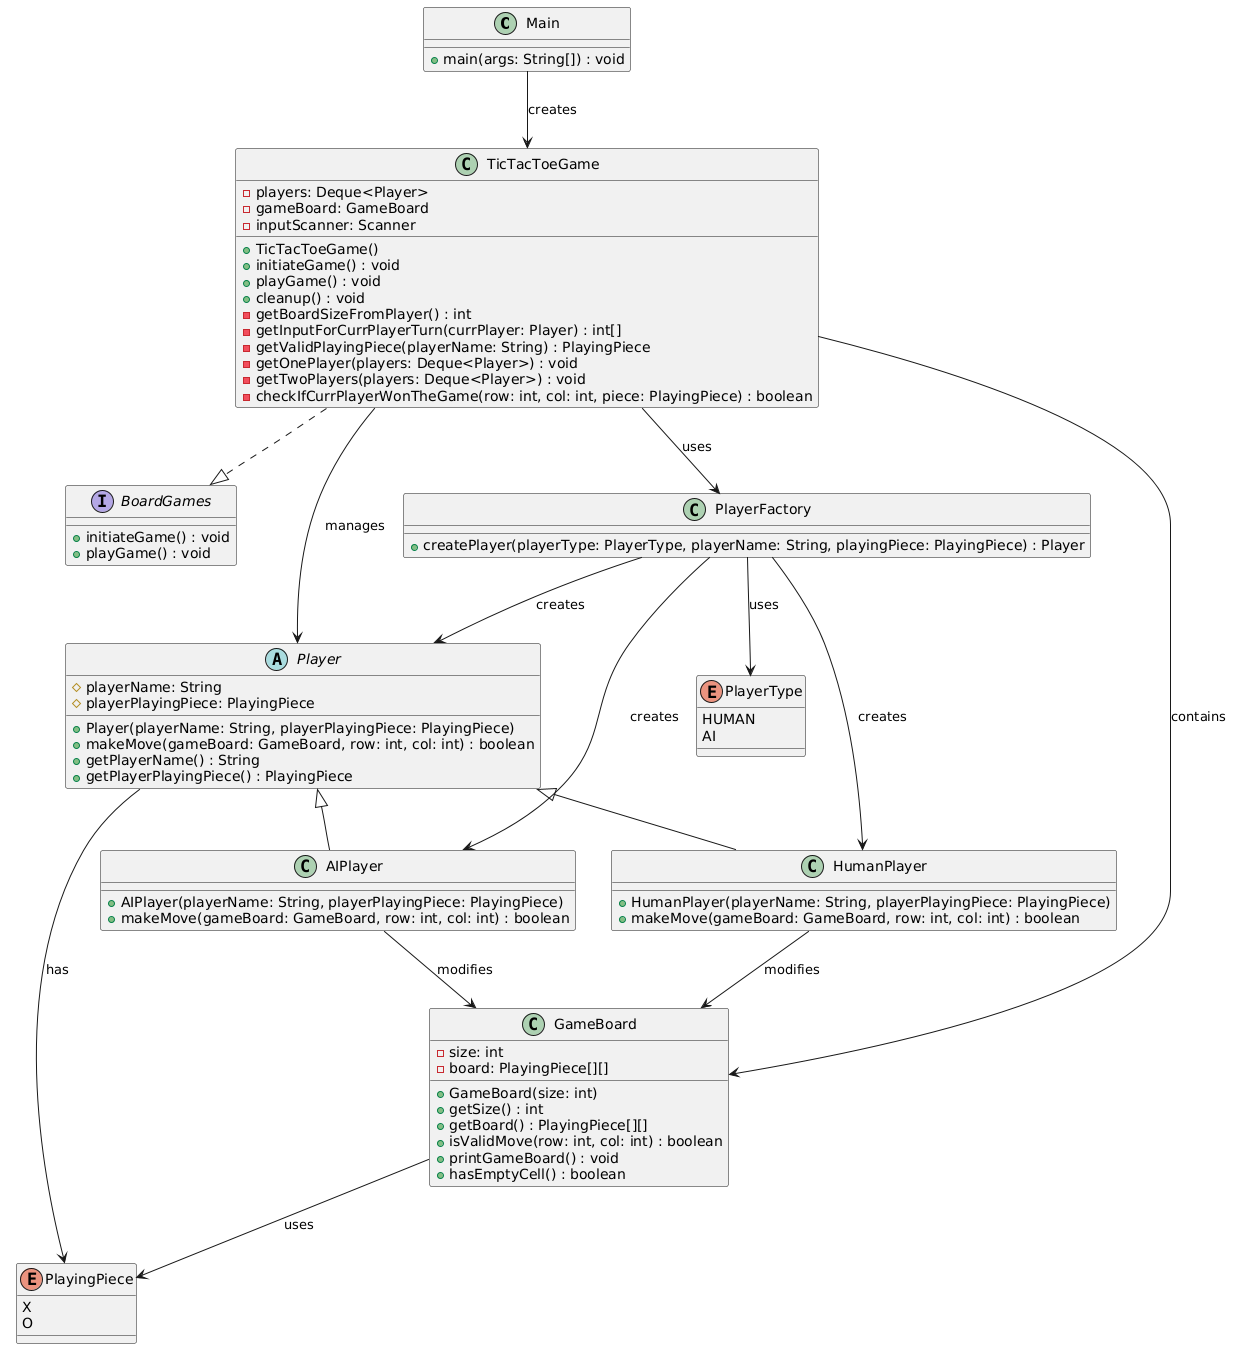 C Main
main(args: String[]) : void
creates
C TicTacToeGame
players: Deque<Player>
gameBoard: GameBoard
inputScanner: Scanner
TicTacToeGame()
initiateGame() : void
playGame() : void
cleanup() : void
getBoardSizeFromPlayer() : int
getInputForCurrPlayerTurn(currPlayer: Player) : int[]
getValidPlayingPiece(playerName: String) : PlayingPiece
getOnePlayer(players: Deque<Player>) : void
getTwoPlayers(players: Deque<Player>) : void
checkIfCurrPlayerWonTheGame(row: int, col: int, piece: PlayingPiece) : boolean
uses
I BoardGames
initiateGame() : void
playGame() : void
manages
C PlayerFactory
createPlayer(playerType: PlayerType, playerName: String, playingPiece: PlayingPiece) : Player
creates
uses
A Player
playerName: String
playerPlayingPiece: PlayingPiece
Player(playerName: String, playerPlayingPiece: PlayingPiece)
makeMove(gameBoard: GameBoard, row: int, col: int) : boolean
getPlayerName() : String
getPlayerPlayingPiece() : PlayingPiece
creates
E PlayerType
HUMAN
AI
creates
contains
C AIPlayer
AIPlayer(playerName: String, playerPlayingPiece: PlayingPiece)
makeMove(gameBoard: GameBoard, row: int, col: int) : boolean
C HumanPlayer
HumanPlayer(playerName: String, playerPlayingPiece: PlayingPiece)
makeMove(gameBoard: GameBoard, row: int, col: int) : boolean
has
modifies
modifies
C GameBoard
size: int
board: PlayingPiece[][]
GameBoard(size: int)
getSize() : int
getBoard() : PlayingPiece[][]
isValidMove(row: int, col: int) : boolean
printGameBoard() : void
hasEmptyCell() : boolean
uses
E PlayingPiece
X
O